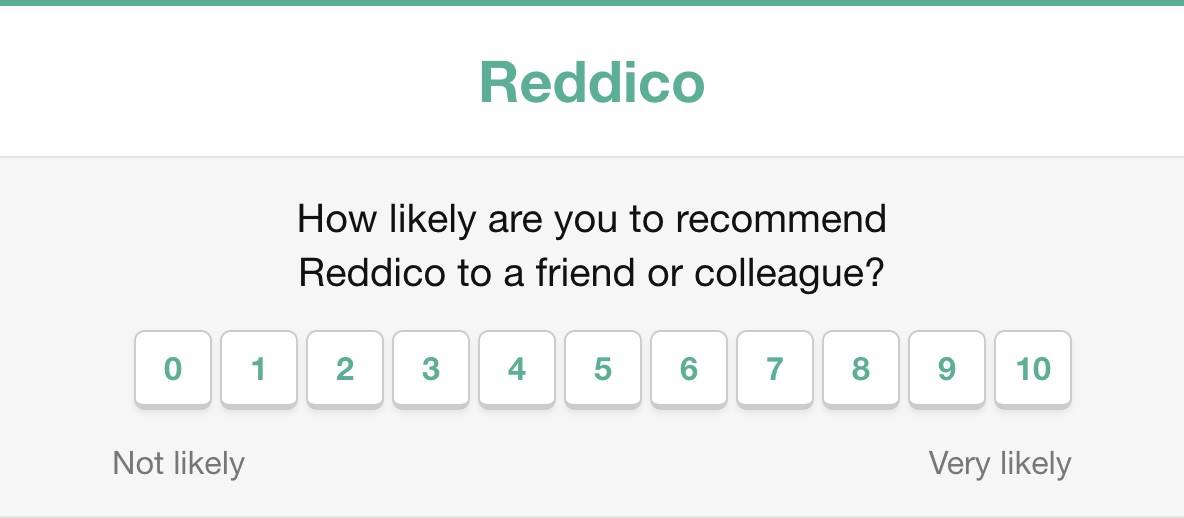 Reddico
How likely are you to recommend
Reddico to a friend or colleague?
0 1 2 3 4 5 6 7 8 9 10
Not likely Very likely